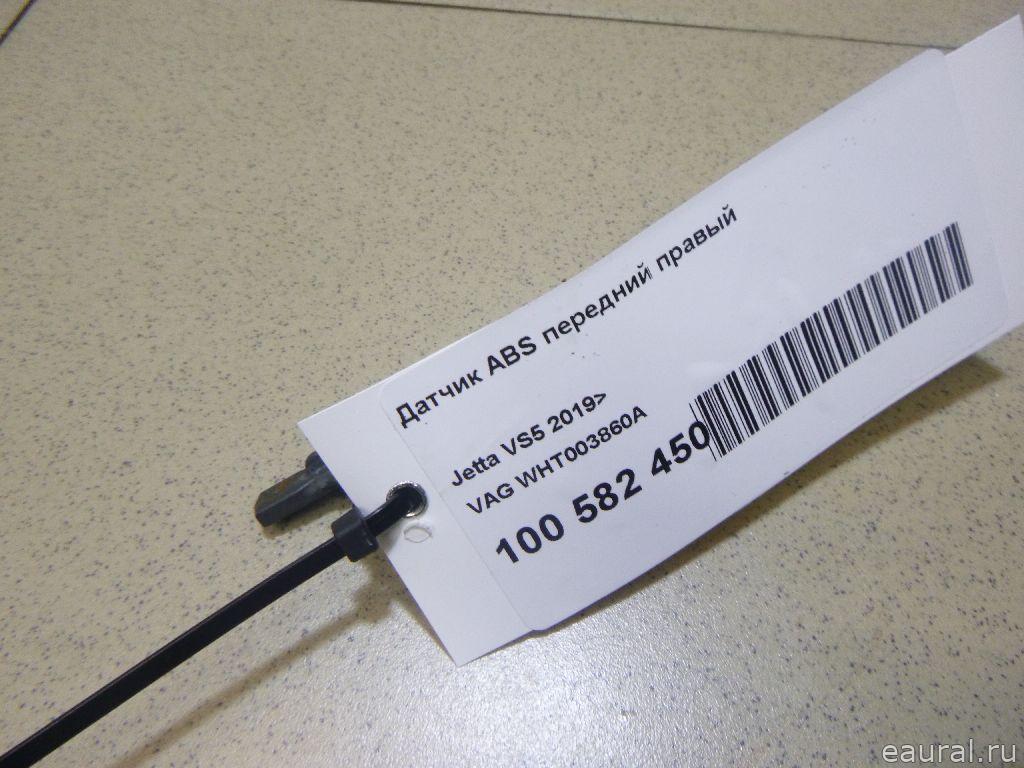 Датчик ABS передний правый
Jetta VS5 2019>
VAG WHT003860A
100 582 450
eaural.ru